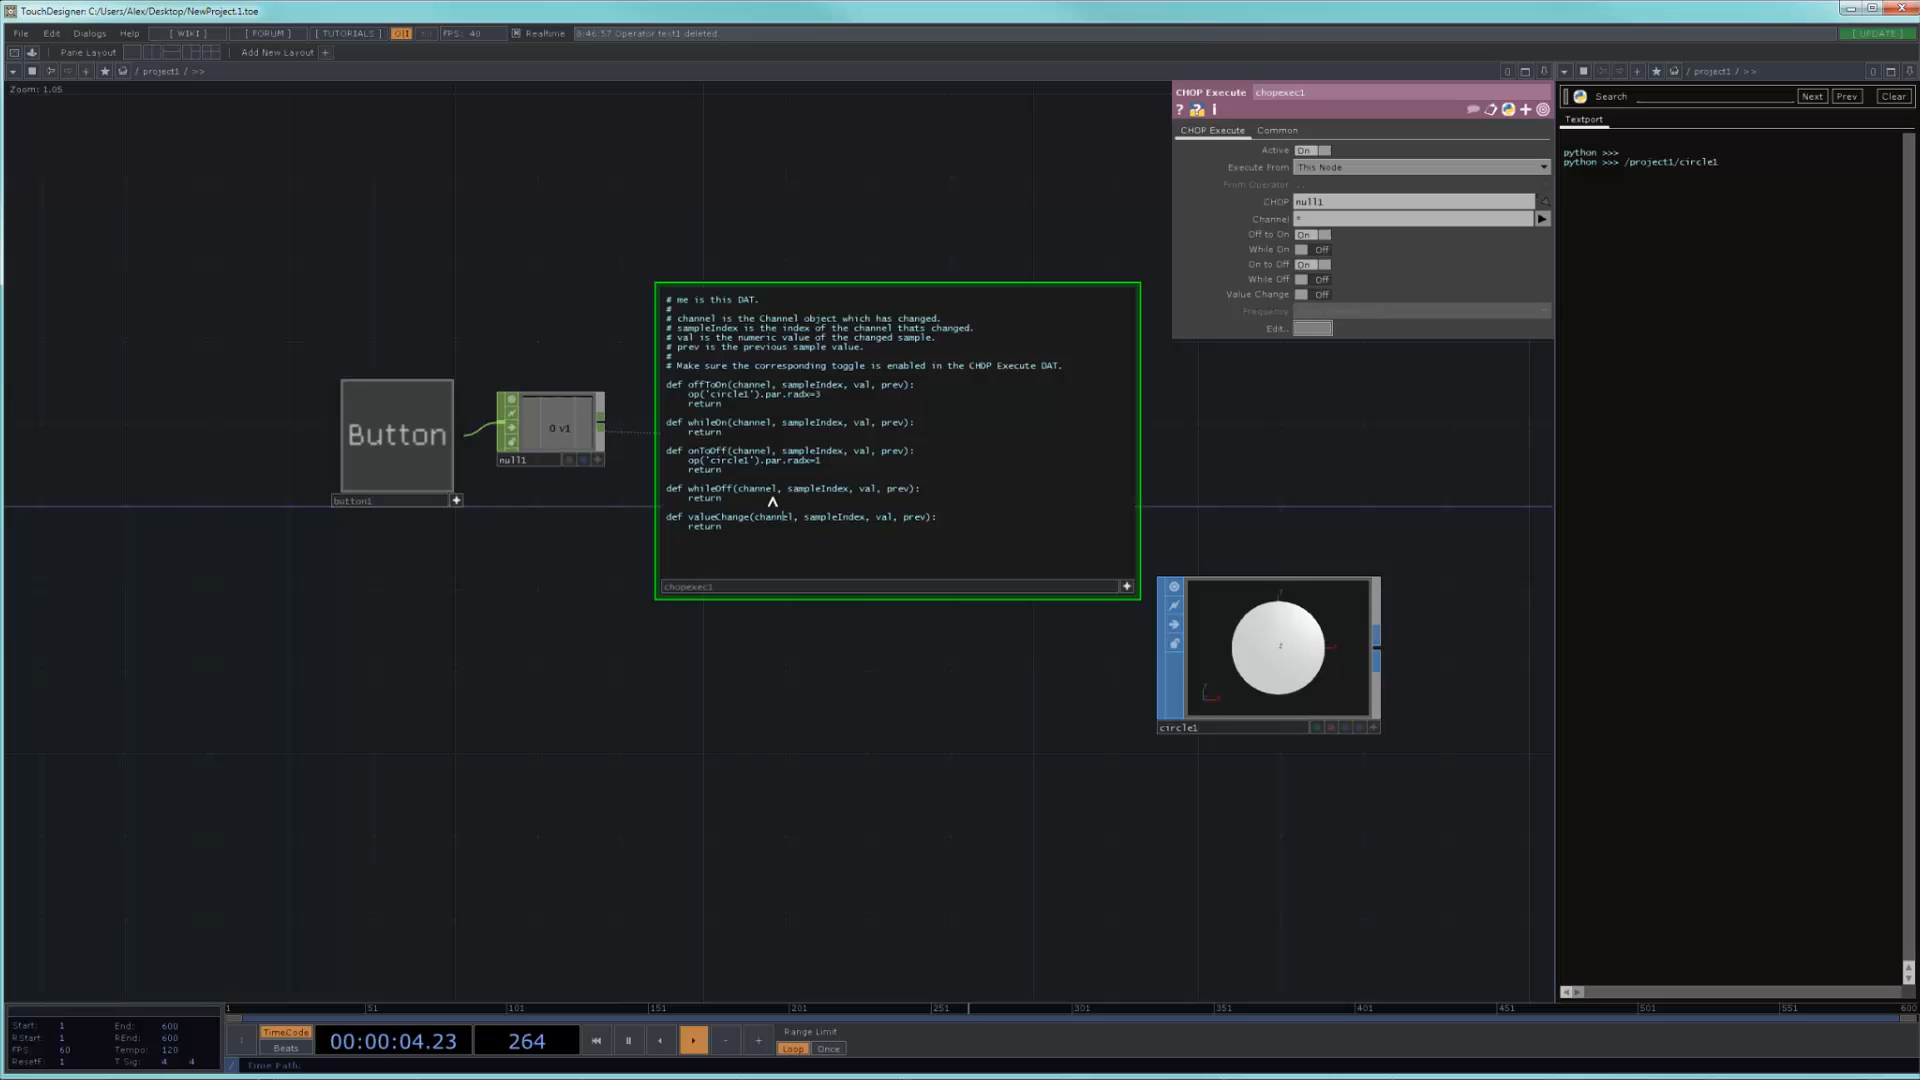 TouchDesigner: C:/Users/Alex/Desktop/NewProject.1.toe
File Edit Dialogs Help [ WIKI ] [ FORUM ] [ TUTORIALS ] O|I FPS: 40 Realtime 8:46:57 Operator text1 deleted. [ UPDATE ]
Pane Layout Add New Layout +
/ project1 / >>
/ project1 / >>
Zoom: 1.05
CHOP Execute chopexec1
? i
CHOP Execute Common
Active On
Execute From This Node
From Operator ..
CHOP null1
Channel *
Off to On On
While On Off
On to Off On
While Off Off
Value Change Off
Frequency
Edit..
Search Next Prev Clear
Textport
python >>>
python >>> /project1/circle1
# me is this DAT.
#
# channel is the Channel object which has changed.
# sampleIndex is the index of the channel thats changed.
# val is the numeric value of the changed sample.
# prev is the previous sample value.
#
# Make sure the corresponding toggle is enabled in the CHOP Execute DAT.
def offToOn(channel, sampleIndex, val, prev):
op('circle1').par.radx=3
return
def whileOn(channel, sampleIndex, val, prev):
return
def onToOff(channel, sampleIndex, val, prev):
op('circle1').par.radx=1
return
def whileOff(channel, sampleIndex, val, prev):
return
def valueChange(channel, sampleIndex, val, prev):
return
chopexec1
Button
button1
0 v1
null1
circle1
1 51 101 151 201 251 301 351 401 451 501 551 600
Start: 1 End: 600
RStart: 1 REnd: 600
FPS: 60 Tempo: 120
ResetF: 1 T Sig: 4 4
TimeCode
Beats
00:00:04.23
264
Range Limit
Loop Once
/ Time Path: